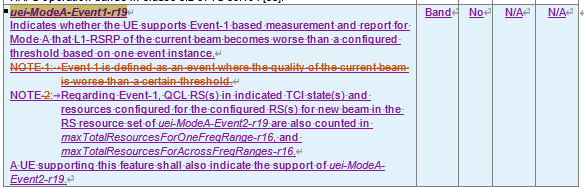 uei-ModeA-Event1-r19
Indicates whether the UE supports Event-1 based measurement and report for
Mode A that L1-RSRP of the current beam becomes worse than a configured
threshold based on one event instance.
NOTE 1: Event-1 is defined as an event where the quality of the current beam
is worse than a certain threshold.
NOTE 2: Regarding Event-1, QCL RS(s) in indicated TCI state(s) and
resources configured for the configured RS(s) for new beam in the
RS resource set of uei-ModeA-Event2-r19 are also counted in
maxTotalResourcesForOneFreqRange-r16, and
maxTotalResourcesForAcrossFreqRanges-r16.
A UE supporting this feature shall also indicate the support of uei-ModeA-
Event2-r19.
Band
No
N/A
N/A